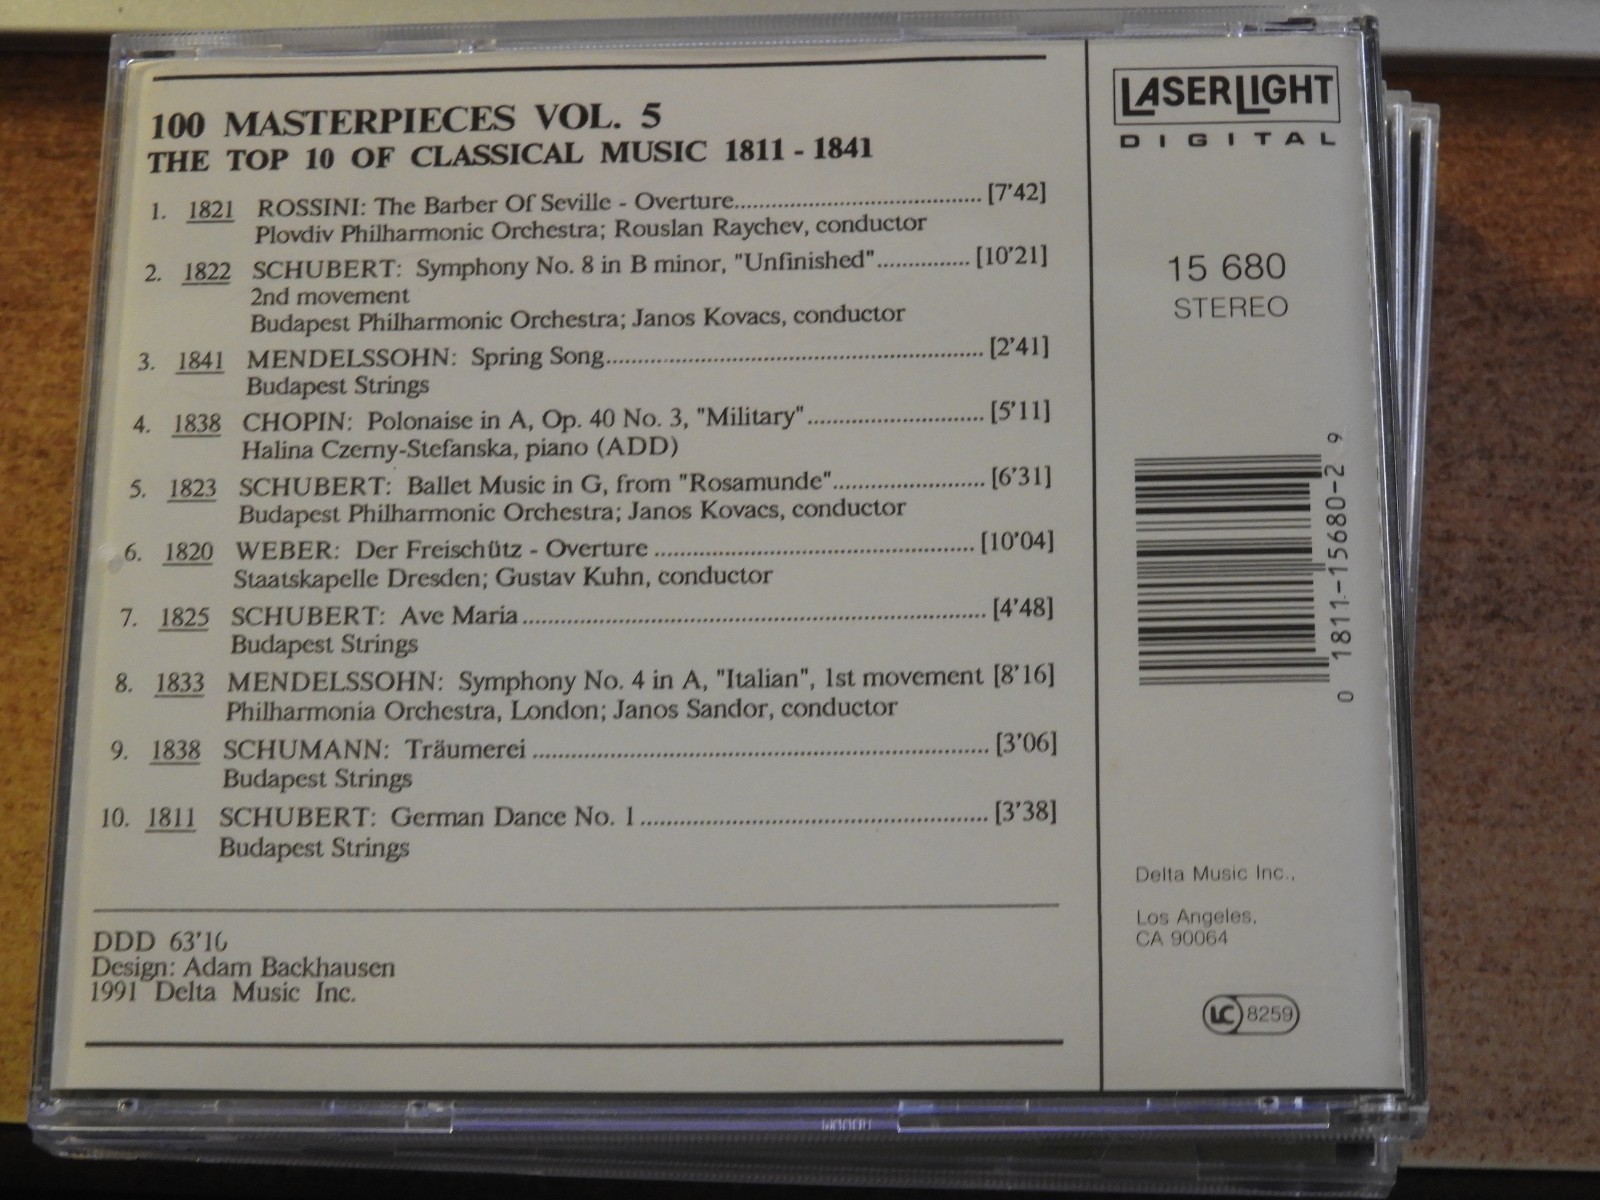 100 MASTERPIECES VOL. 5
THE TOP 10 OF CLASSICAL MUSIC 1811 - 1841
1. 1821 ROSSINI: The Barber Of Seville - Overture.................................... [7'42]
Plovdiv Philharmonic Orchestra; Rouslan Raychev, conductor
2. 1822 SCHUBERT: Symphony No. 8 in B minor, "Unfinished".............. [10'21]
2nd movement
Budapest Philharmonic Orchestra; Janos Kovacs, conductor
3. 1841 MENDELSSOHN: Spring Song....................................................... [2'41]
Budapest Strings
4. 1838 CHOPIN: Polonaise in A, Op. 40 No. 3, "Military" .......................... [5'11]
Halina Czerny-Stefanska, piano (ADD)
5. 1823 SCHUBERT: Ballet Music in G, from "Rosamunde"...................... [6'31]
Budapest Philharmonic Orchestra; Janos Kovacs, conductor
6. 1820 WEBER: Der Freischütz - Overture ............................................... [10'04]
Staatskapelle Dresden; Gustav Kuhn, conductor
7. 1825 SCHUBERT: Ave Maria .................................................................. [4'48]
Budapest Strings
8. 1833 MENDELSSOHN: Symphony No. 4 in A, "Italian", 1st movement [8'16]
Philharmonia Orchestra, London; Janos Sandor, conductor
9. 1838 SCHUMANN: Träumerei ................................................................. [3'06]
Budapest Strings
10. 1811 SCHUBERT: German Dance No. 1 .................................................. [3'38]
Budapest Strings
DDD 63'10
Design: Adam Backhausen
1991 Delta Music Inc.
LASERLIGHT
DIGITAL
15 680
STEREO
0 1811-15680-2 9
Delta Music Inc.,
Los Angeles,
CA 90064
LC 8259